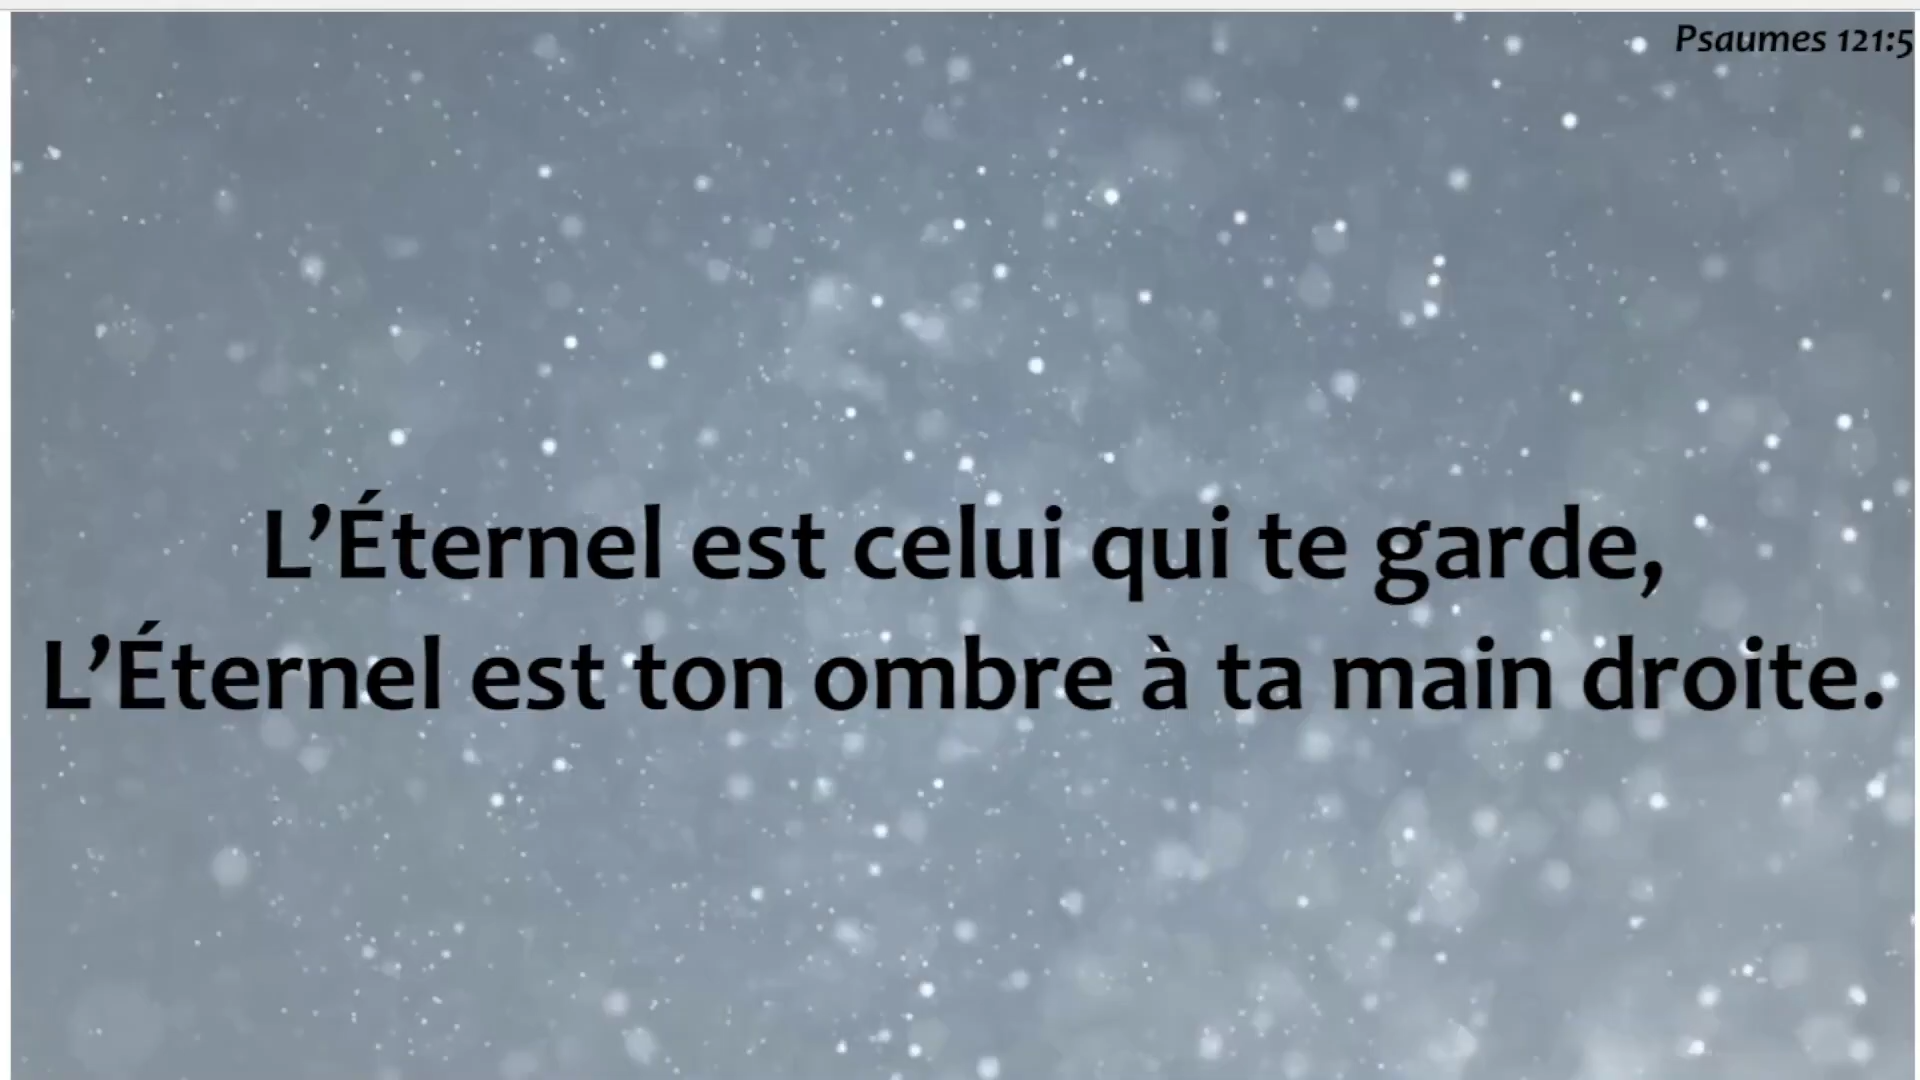 Psaumes 121:5
L’Éternel est celui qui te garde,
L’Éternel est ton ombre à ta main droite.